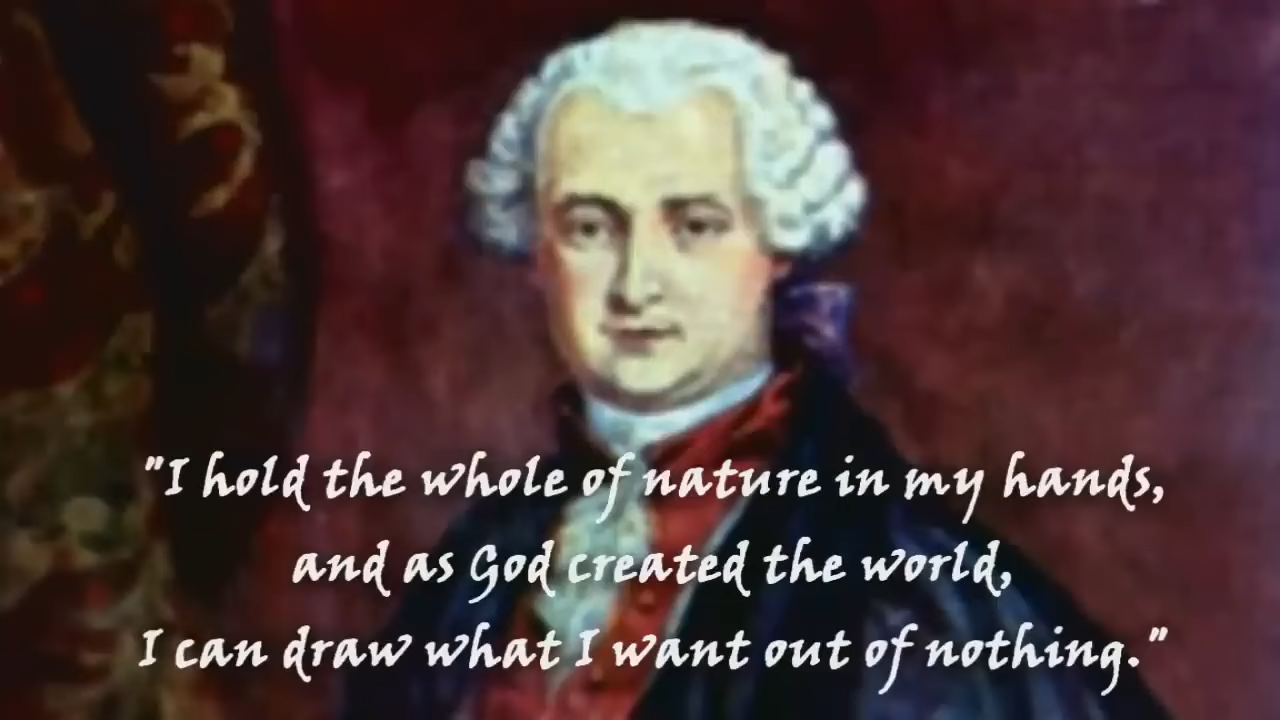 "I hold the whole of nature in my hands,
and as God created the world,
I can draw what I want out of nothing."